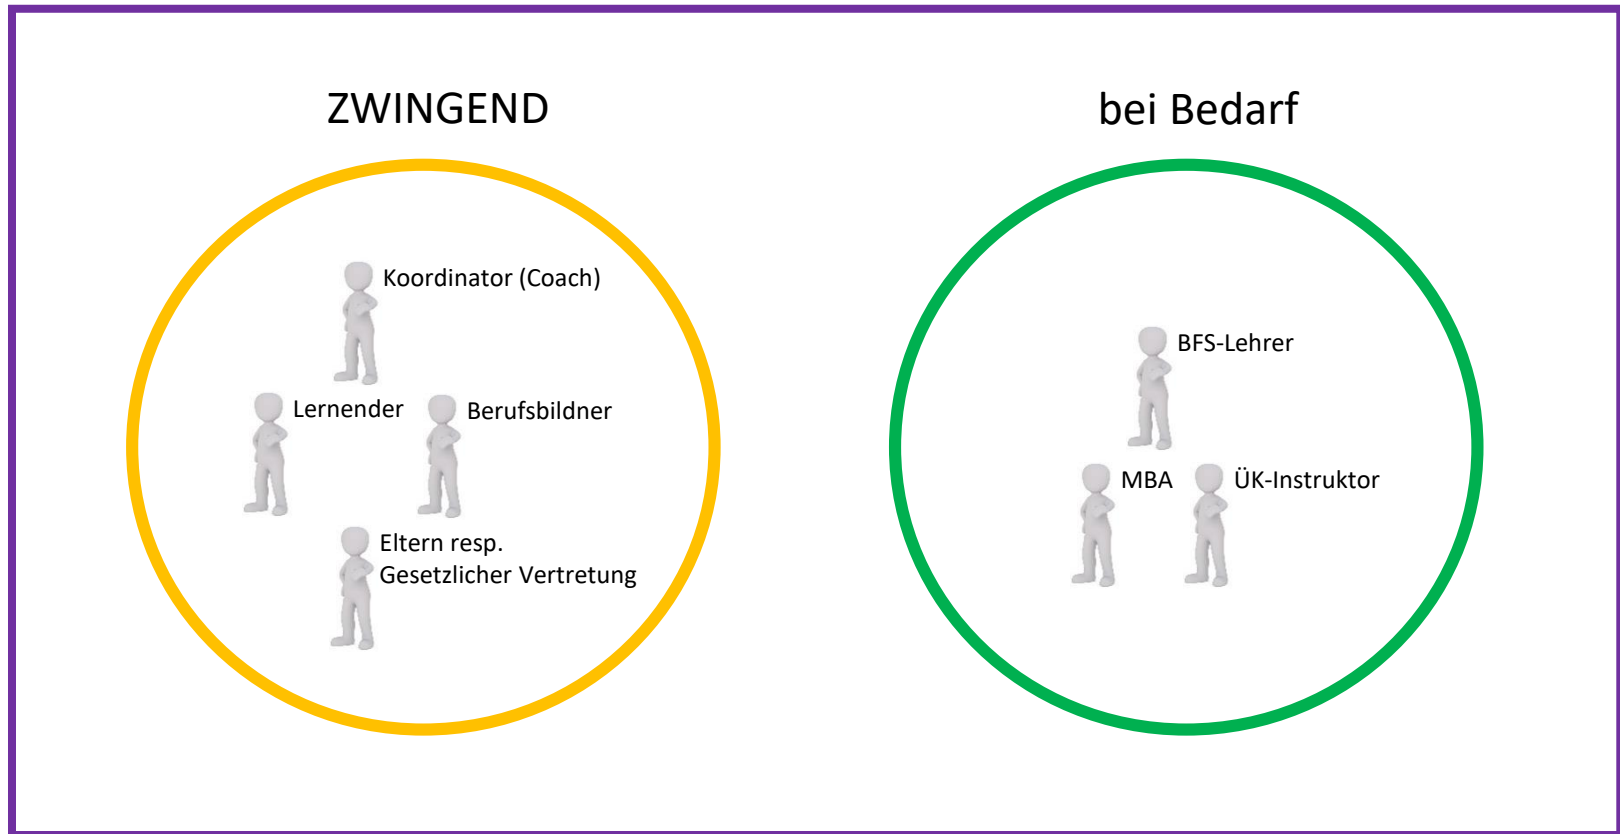 ZWINGEND
Koordinator (Coach)
Lernender
Berufsbildner
Eltern resp.
Gesetzlicher Vertretung
bei Bedarf
BFS-Lehrer
MBA
ÜK-Instruktor